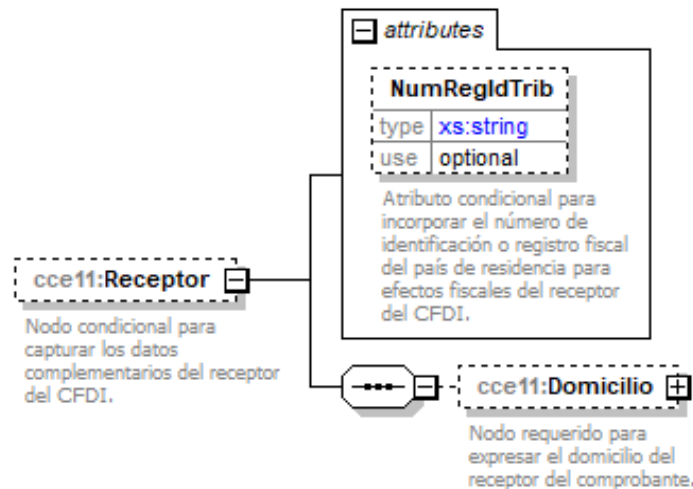 attributes
NumRegIdTrib
type xs:string
use optional
Atributo condicional para
incorporar el número de
identificación o registro fiscal
del país de residencia para
efectos fiscales del receptor
del CFDI.
cce11:Receptor
Nodo condicional para
capturar los datos
complementarios del receptor
del CFDI.
cce11:Domicilio
Nodo requerido para
expresar el domicilio del
receptor del comprobante.